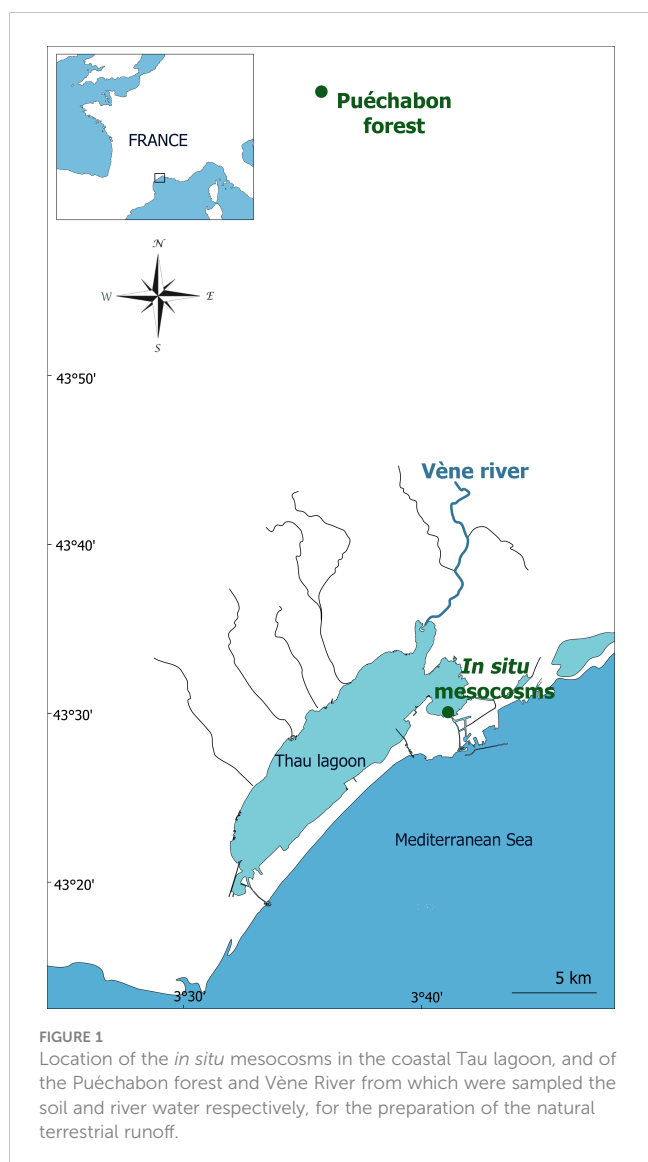 Puéchabon
forest
FRANCE
N
W
E
S
43°50'
Vène river
43°40'
In situ
mesocosms
43°30'
Thau lagoon
Mediterranean Sea
43°20'
5 km
3°30'
3°40'
FIGURE 1
Location of the in situ mesocosms in the coastal Tau lagoon, and of
the Puéchabon forest and Vène River from which were sampled the
soil and river water respectively, for the preparation of the natural
terrestrial runoff.